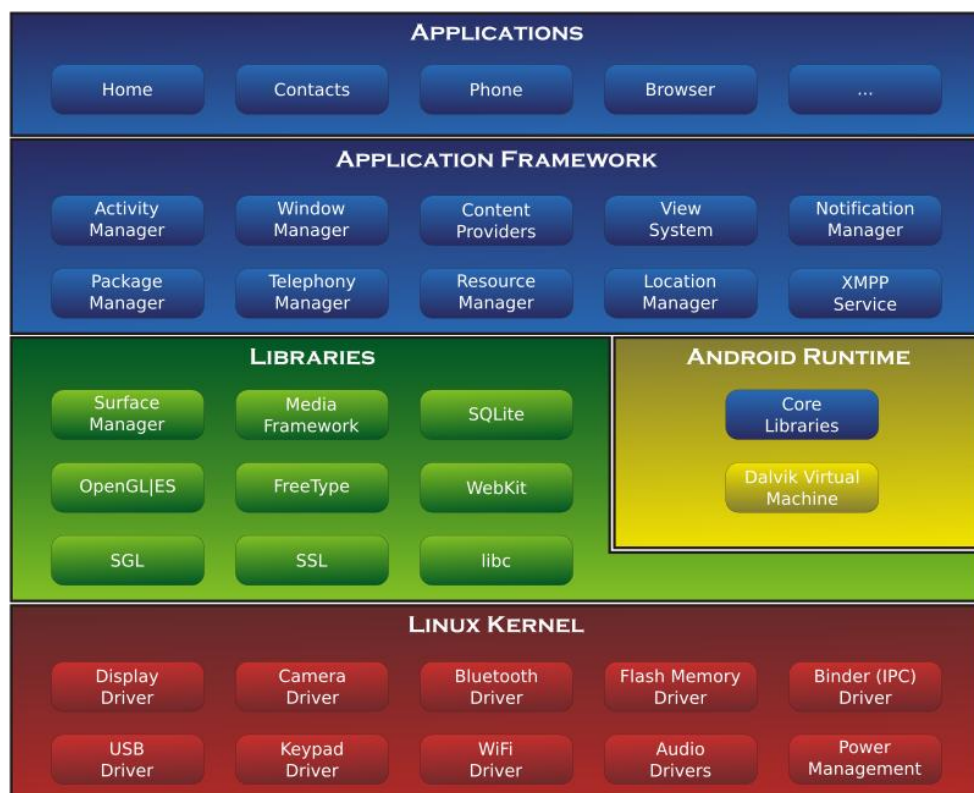 APPLICATIONS
Home
Contacts
Phone
Browser
...
APPLICATION FRAMEWORK
Activity
Manager
Window
Manager
Content
Providers
View
System
Notification
Manager
Package
Manager
Telephony
Manager
Resource
Manager
Location
Manager
XMPP
Service
LIBRARIES
Surface
Manager
Media
Framework
SQLite
OpenGL|ES
FreeType
WebKit
SGL
SSL
libc
ANDROID RUNTIME
Core
Libraries
Dalvik Virtual
Machine
LINUX KERNEL
Display
Driver
Camera
Driver
Bluetooth
Driver
Flash Memory
Driver
Binder (IPC)
Driver
USB
Driver
Keypad
Driver
WiFi
Driver
Audio
Drivers
Power
Management